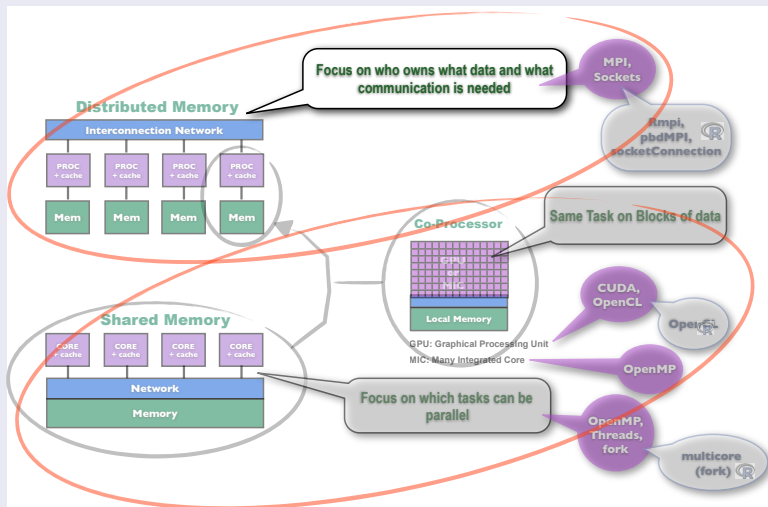 Focus on who owns what data and what
communication is needed
MPI,
Sockets
Distributed Memory
Interconnection Network
Rmpi,
pbdMPI,
socketConnection
R
PROC
+ cache
PROC
+ cache
PROC
+ cache
PROC
+ cache
Mem
Mem
Mem
Mem
Co-Processor
Same Task on Blocks of data
GPU
or
MIC
Local Memory
CUDA,
OpenCL
OpenCL
R
GPU: Graphical Processing Unit
MIC: Many Integrated Core
OpenMP
Shared Memory
CORE
+ cache
CORE
+ cache
CORE
+ cache
CORE
+ cache
Network
Memory
Focus on which tasks can be
parallel
OpenMP,
Threads,
fork
multicore
(fork)
R